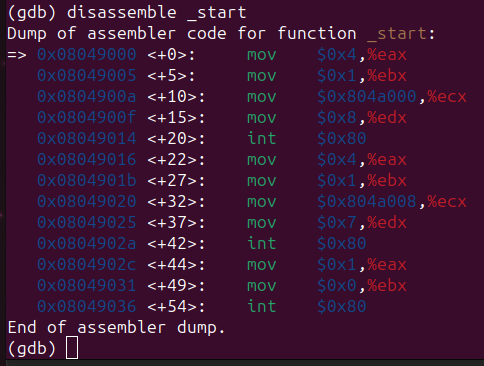 (gdb) disassemble _start
Dump of assembler code for function _start:
=> 0x08049000 <+0>:     mov    $0x4,%eax
   0x08049005 <+5>:     mov    $0x1,%ebx
   0x0804900a <+10>:    mov    $0x804a000,%ecx
   0x0804900f <+15>:    mov    $0x8,%edx
   0x08049014 <+20>:    int    $0x80
   0x08049016 <+22>:    mov    $0x4,%eax
   0x0804901b <+27>:    mov    $0x1,%ebx
   0x08049020 <+32>:    mov    $0x804a008,%ecx
   0x08049025 <+37>:    mov    $0x7,%edx
   0x0804902a <+42>:    int    $0x80
   0x0804902c <+44>:    mov    $0x1,%eax
   0x08049031 <+49>:    mov    $0x0,%ebx
   0x08049036 <+54>:    int    $0x80
End of assembler dump.
(gdb)